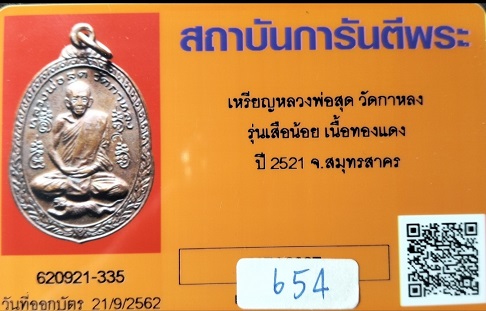 สถาบันการันตีพระ
เหรียญหลวงพ่อสุด วัดกาหลง
รุ่นเสือน้อย เนื้อทองแดง
ปี 2521 จ.สมุทรสาคร
620921-335
654
วันที่ออกบัตร 21/9/2562